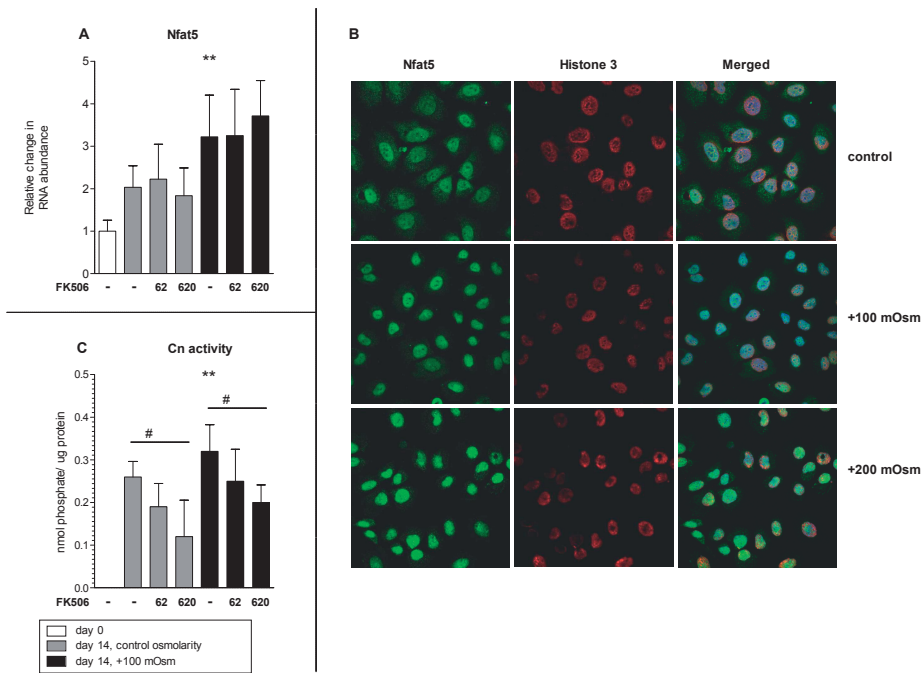 A
Nfat5
**
Relative change in
RNA abundance
5
4
3
2
1
0
FK506 - - 62 620 - 62 620
C
Cn activity
**
#
#
nmol phosphate/ ug protein
0.5
0.4
0.3
0.2
0.1
0.0
FK506 - - 62 620 - 62 620
day 0
day 14, control osmolarity
day 14, +100 mOsm
B
Nfat5 Histone 3 Merged
control
+100 mOsm
+200 mOsm